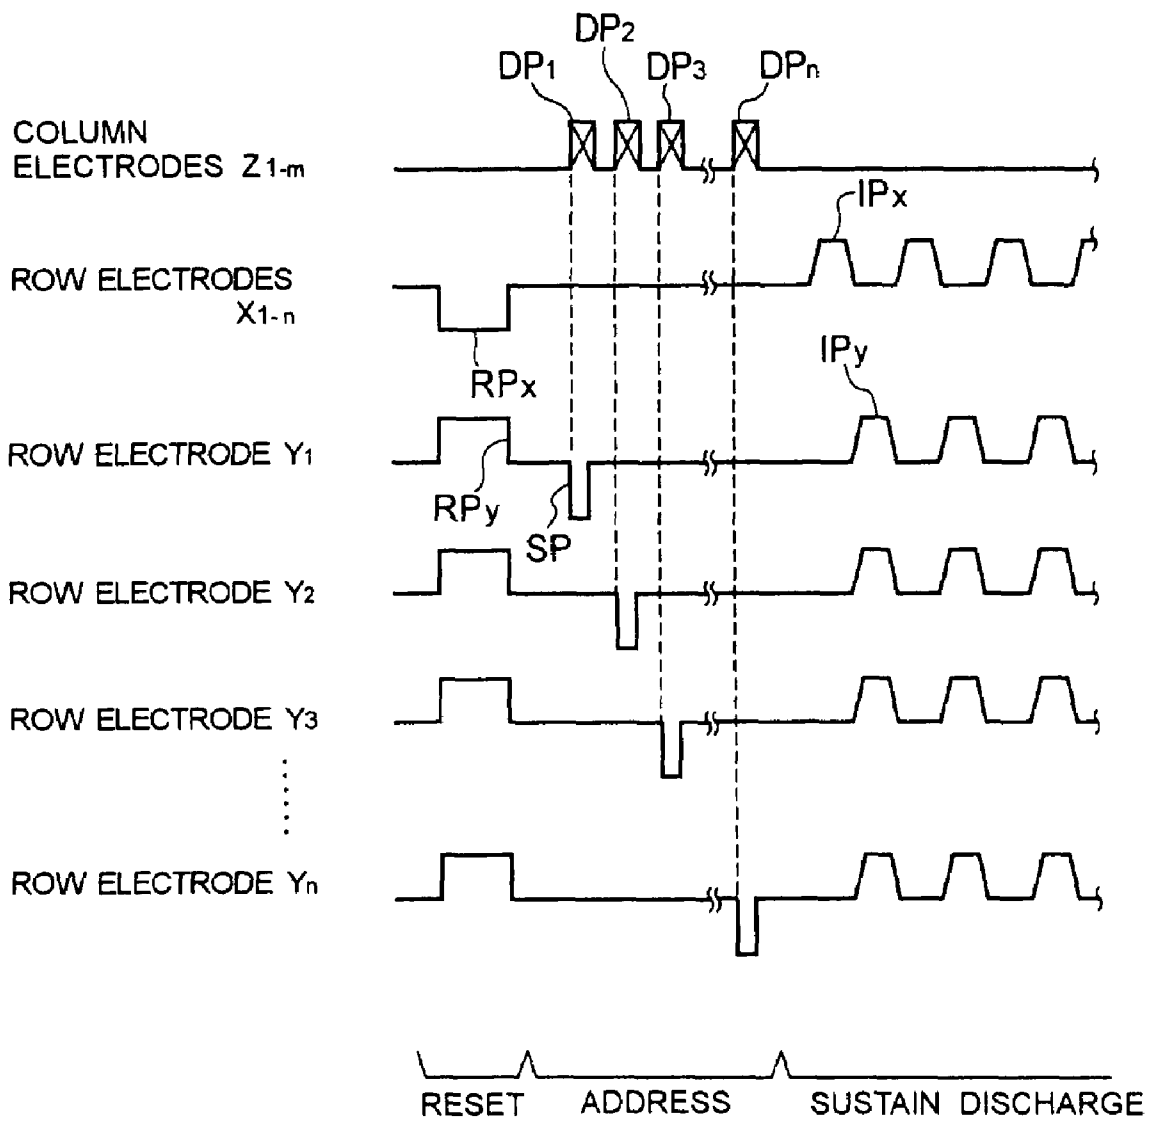 DP2
DP1 DP3 DPn
COLUMN
ELECTRODES Z1-m
IPx
ROW ELECTRODES
X1-n
RPx
IPy
ROW ELECTRODE Y1
RPy
SP
ROW ELECTRODE Y2
ROW ELECTRODE Y3
ROW ELECTRODE Yn
RESET ADDRESS SUSTAIN DISCHARGE